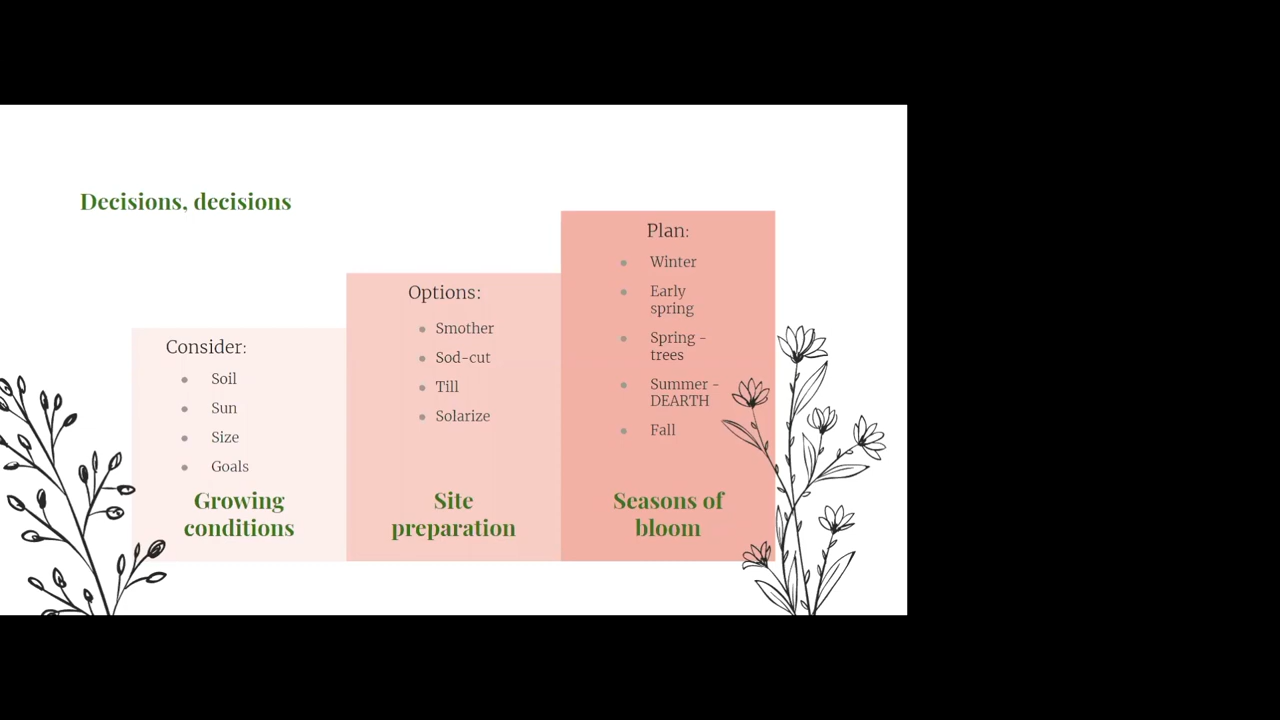 Decisions, decisions
Consider:
Soil
Sun
Size
Goals
Growing
conditions
Options:
Smother
Sod-cut
Till
Solarize
Site
preparation
Plan:
Winter
Early
spring
Spring -
trees
Summer -
DEARTH
Fall
Seasons of
bloom